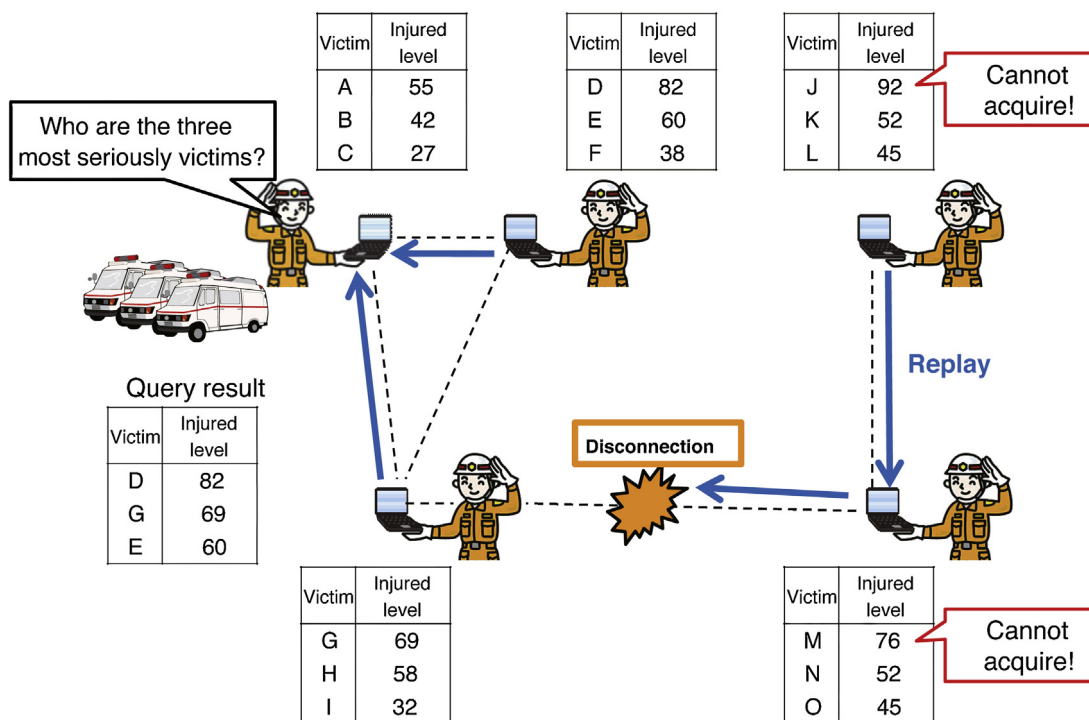 Victim Injured level
A 55
B 42
C 27
Victim Injured level
D 82
E 60
F 38
Victim Injured level
J 92
K 52
L 45
Cannot
acquire!
Who are the three
most seriously victims?
Replay
Query result
Victim Injured level
D 82
G 69
E 60
Disconnection
Victim Injured level
G 69
H 58
I 32
Victim Injured level
M 76
N 52
O 45
Cannot
acquire!